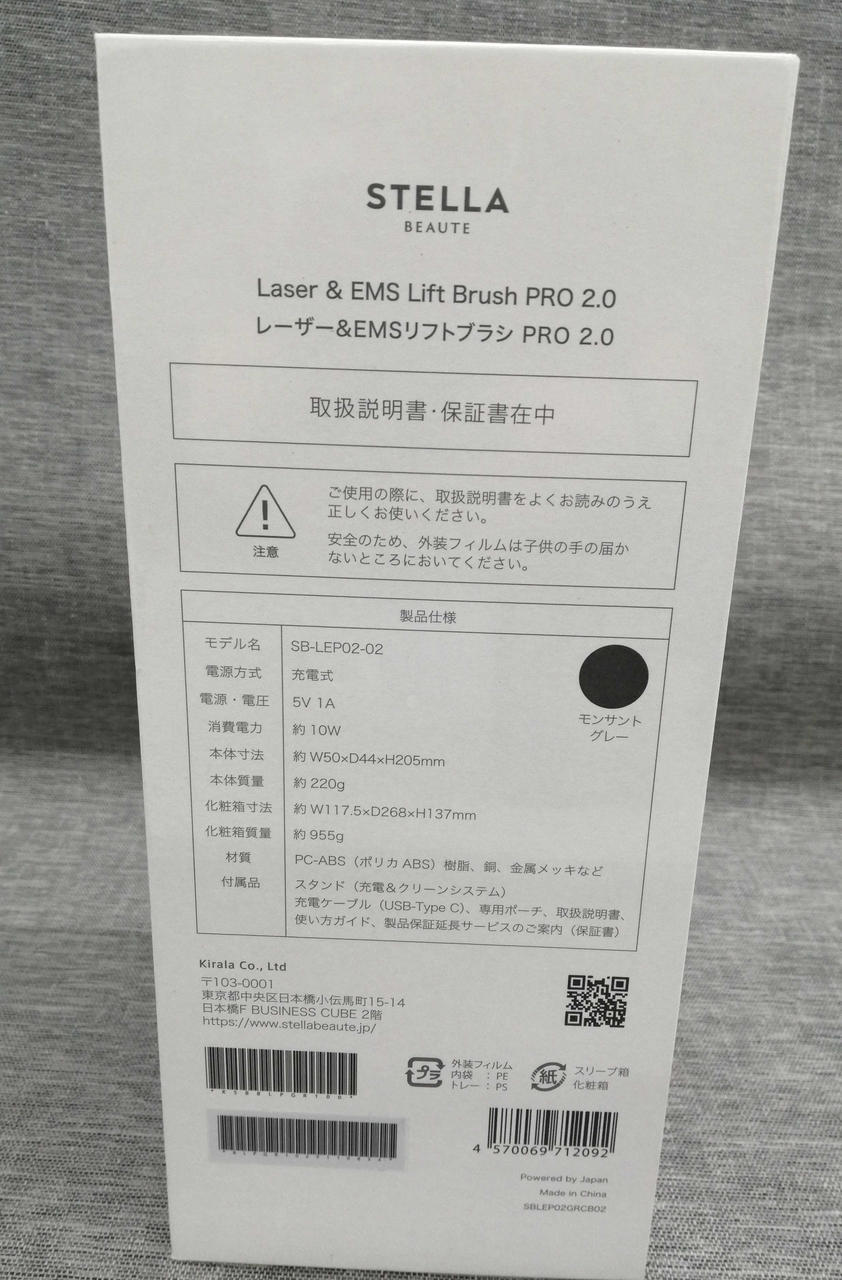 STELLA
BEAUTE
Laser & EMS Lift Brush PRO 2.0
レーザー&EMSリフトブラシ PRO 2.0
取扱説明書・保証書在中
注意
ご使用の際に、取扱説明書をよくお読みのうえ
正しくお使いください。
安全のため、外装フィルムは子供の手の届か
ないところにおいてください。
製品仕様
モデル名 SB-LEP02-02
電源方式 充電式
電源・電圧 5V 1A
消費電力 約 10W
本体寸法 約 W50×D44×H205mm
本体質量 約 220g
化粧箱寸法 約 W117.5×D268×H137mm
化粧箱質量 約 955g
材質 PC-ABS（ポリカ ABS）樹脂、銅、金属メッキなど
付属品 スタンド（充電＆クリーンシステム）
充電ケーブル（USB-Type C）、専用ポーチ、取扱説明書、
使い方ガイド、製品保証延長サービスのご案内（保証書）
モンサント
グレー
Kirala Co., Ltd
〒103-0001
東京都中央区日本橋小伝馬町15-14
日本橋F BUSINESS CUBE 2階
https://www.stellabeaute.jp/
プラ
外装フィルム
内袋 : PE
トレー : PS
紙
スリーブ箱
化粧箱
4 570069 712092
Powered by Japan
Made in China
SBLEP02GRCB02